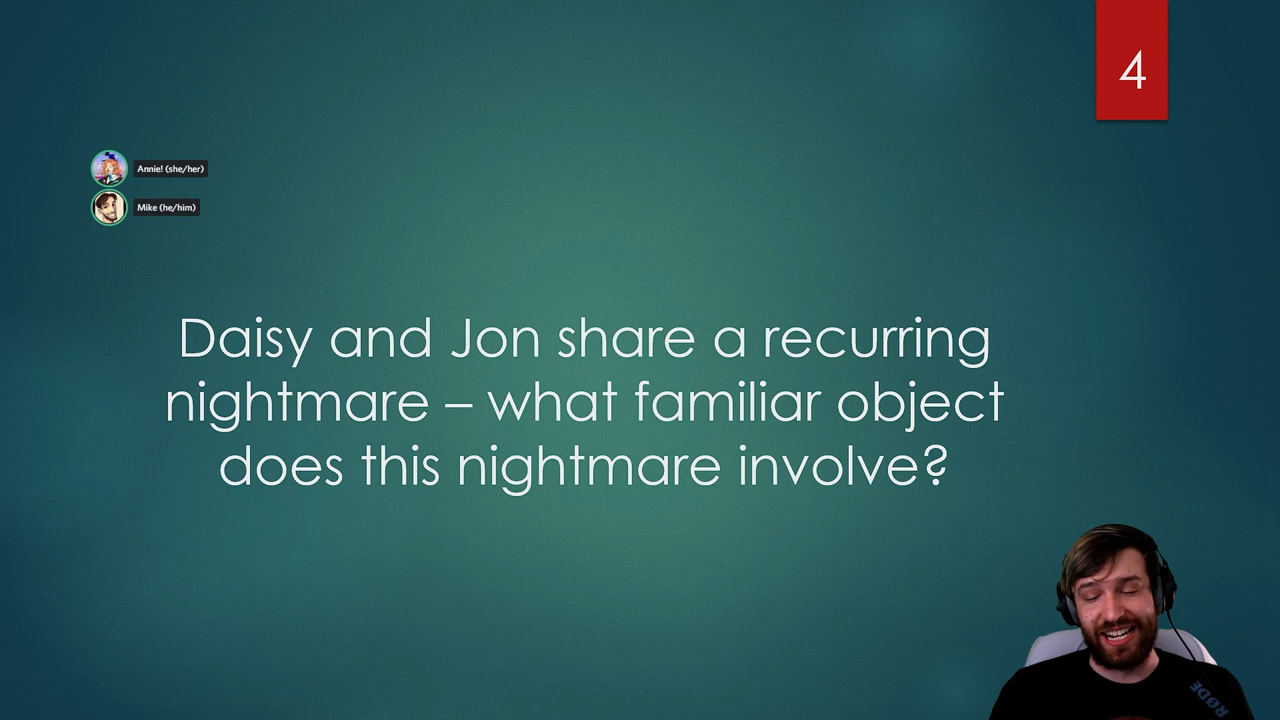 4
Annie! (she/her)
Mike (he/him)
Daisy and Jon share a recurring
nightmare – what familiar object
does this nightmare involve?
RØDE